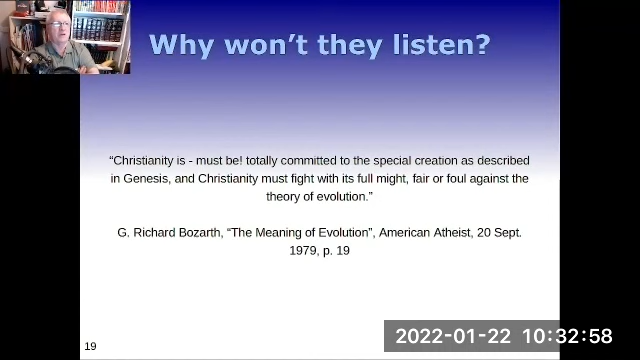 Why won't they listen?
“Christianity is - must be! totally committed to the special creation as described
in Genesis, and Christianity must fight with its full might, fair or foul against the
theory of evolution.”
G. Richard Bozarth, “The Meaning of Evolution”, American Atheist, 20 Sept.
1979, p. 19
19
2022-01-22 10:32:58